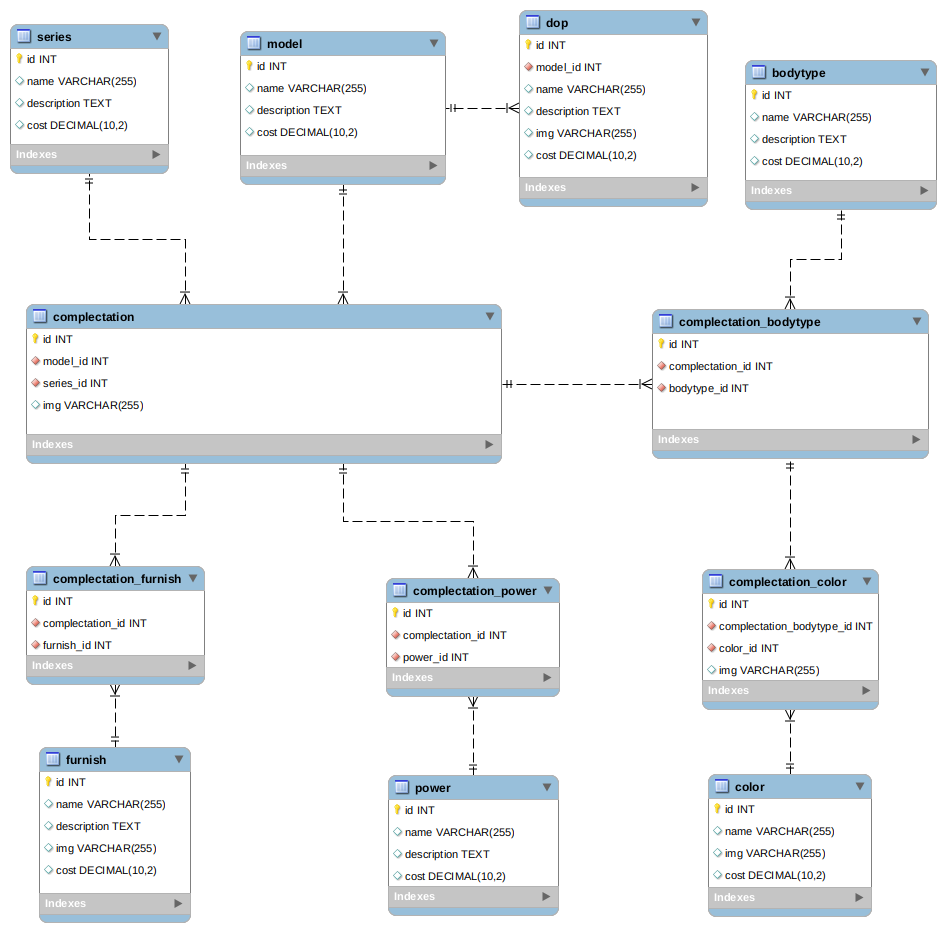 series
id INT
name VARCHAR(255)
description TEXT
cost DECIMAL(10,2)
Indexes
model
id INT
name VARCHAR(255)
description TEXT
cost DECIMAL(10,2)
Indexes
dop
id INT
model_id INT
name VARCHAR(255)
description TEXT
img VARCHAR(255)
cost DECIMAL(10,2)
Indexes
bodytype
id INT
name VARCHAR(255)
description TEXT
cost DECIMAL(10,2)
Indexes
complectation
id INT
model_id INT
series_id INT
img VARCHAR(255)
Indexes
complectation_bodytype
id INT
complectation_id INT
bodytype_id INT
Indexes
complectation_furnish
id INT
complectation_id INT
furnish_id INT
Indexes
complectation_power
id INT
complectation_id INT
power_id INT
Indexes
complectation_color
id INT
complectation_bodytype_id INT
color_id INT
img VARCHAR(255)
Indexes
furnish
id INT
name VARCHAR(255)
description TEXT
img VARCHAR(255)
cost DECIMAL(10,2)
Indexes
power
id INT
name VARCHAR(255)
description TEXT
cost DECIMAL(10,2)
Indexes
color
id INT
name VARCHAR(255)
img VARCHAR(255)
cost DECIMAL(10,2)
Indexes